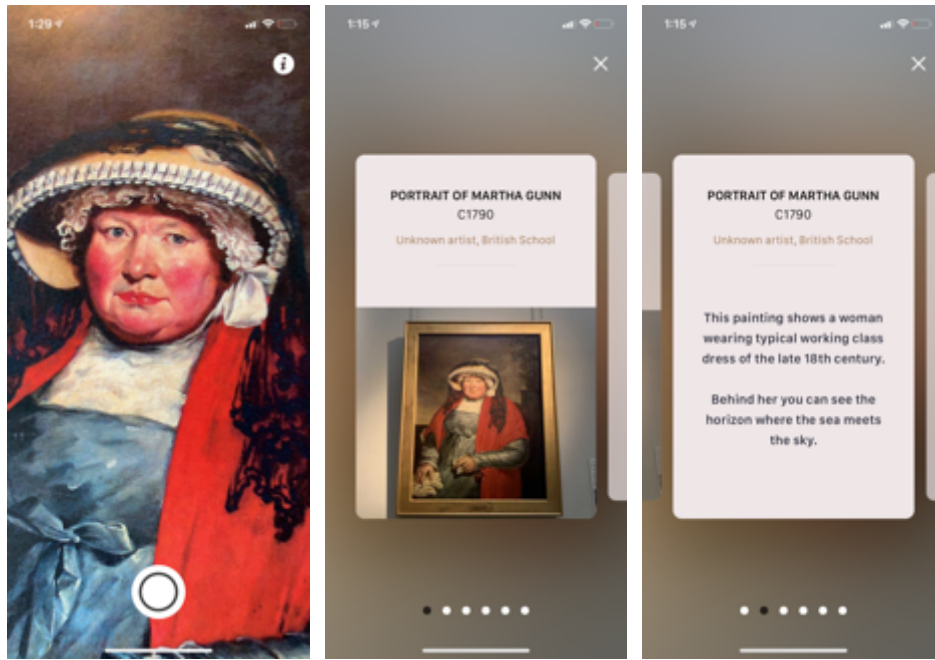 1:29
1:15
PORTRAIT OF MARTHA GUNN
C1790
Unknown artist, British School
1:15
PORTRAIT OF MARTHA GUNN
C1790
Unknown artist, British School
This painting shows a woman
wearing typical working class
dress of the late 18th century.
Behind her you can see the
horizon where the sea meets
the sky.